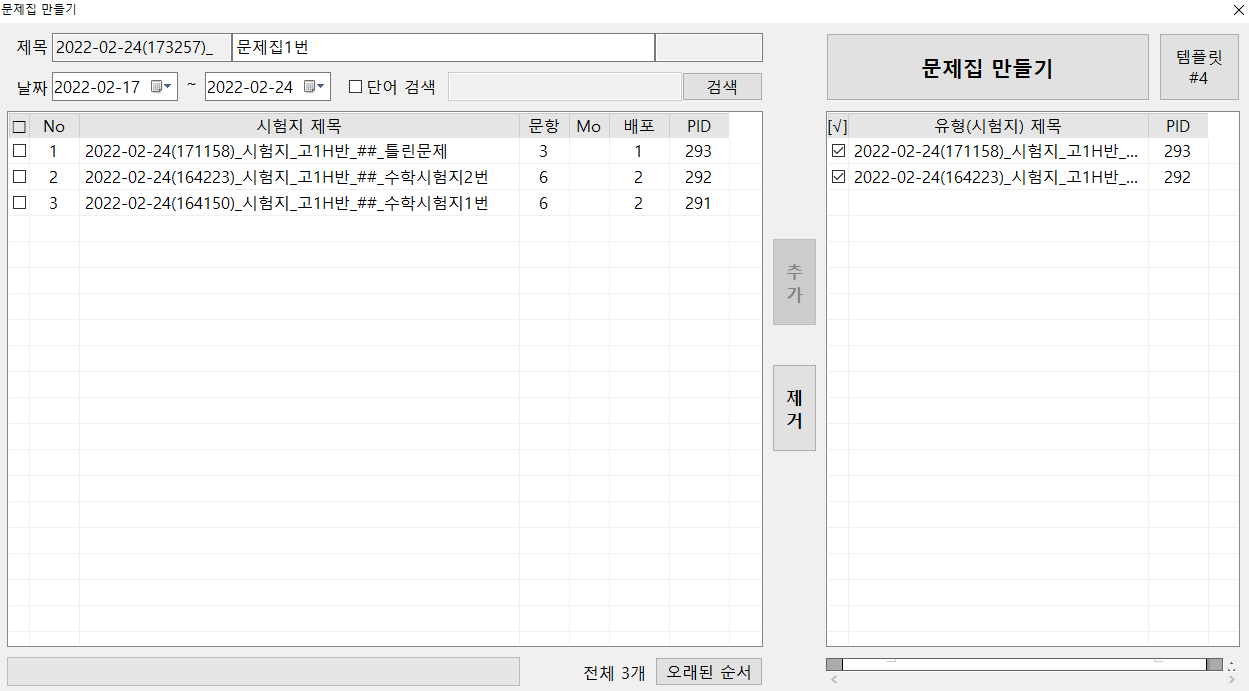 문제집 만들기
제목 2022-02-24(173257)_ 문제집1번
날짜 2022-02-17 ~ 2022-02-24 단어 검색 검색
문제집 만들기
템플릿
#4
No 시험지 제목 문항 Mo 배포 PID
1 2022-02-24(171158)_시험지_고1H반_##_틀린문제 3 1 293
2 2022-02-24(164223)_시험지_고1H반_##_수학시험지2번 6 2 292
3 2022-02-24(164150)_시험지_고1H반_##_수학시험지1번 6 2 291
추
가
제
거
[√] 유형(시험지) 제목 PID
2022-02-24(171158)_시험지_고1H반_... 293
2022-02-24(164223)_시험지_고1H반_... 292
전체 3개 오래된 순서